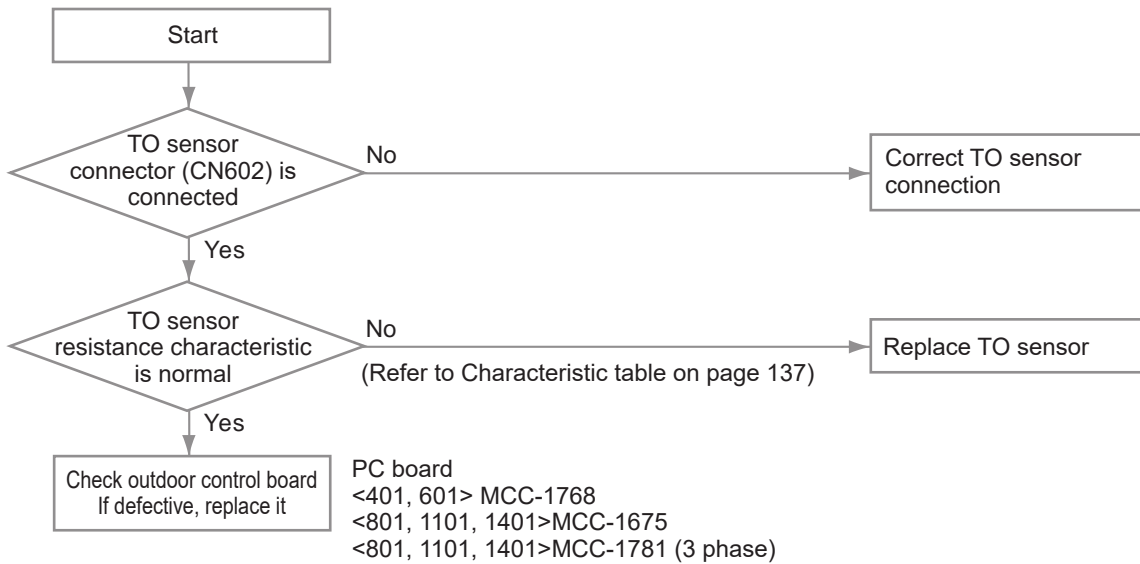 Start
TO sensor
connector (CN602) is
connected
No
Correct TO sensor
connection
Yes
TO sensor
resistance characteristic
is normal
No
(Refer to Characteristic table on page 137)
Replace TO sensor
Yes
Check outdoor control board
If defective, replace it
PC board
<401, 601> MCC-1768
<801, 1101, 1401>MCC-1675
<801, 1101, 1401>MCC-1781 (3 phase)